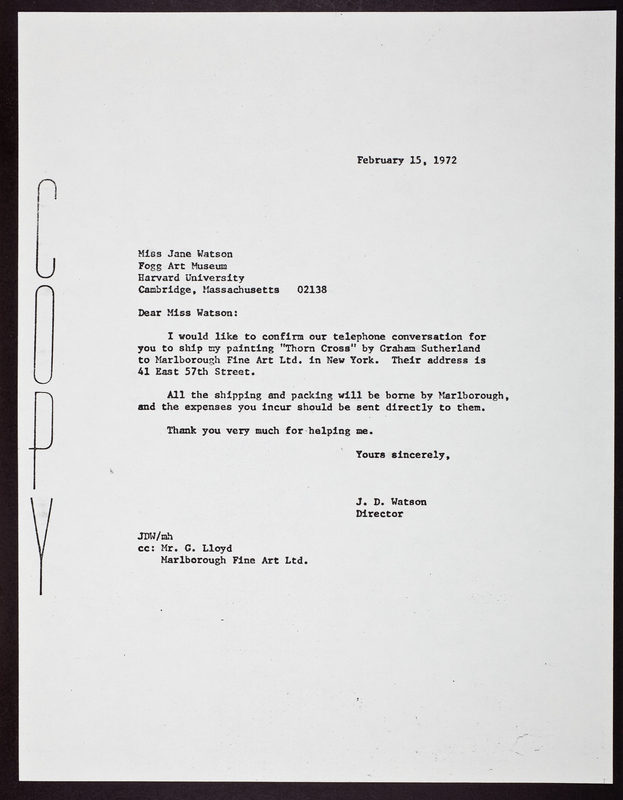 COPY
February 15, 1972
Miss Jane Watson
Fogg Art Museum
Harvard University
Cambridge, Massachusetts 02138
Dear Miss Watson:
I would like to confirm our telephone conversation for
you to ship my painting "Thorn Cross" by Graham Sutherland
to Marlborough Fine Art Ltd. in New York. Their address is
41 East 57th Street.
All the shipping and packing will be borne by Marlborough,
and the expenses you incur should be sent directly to them.
Thank you very much for helping me.
Yours sincerely,
J. D. Watson
Director
JDW/mh
cc: Mr. G. Lloyd
Marlborough Fine Art Ltd.